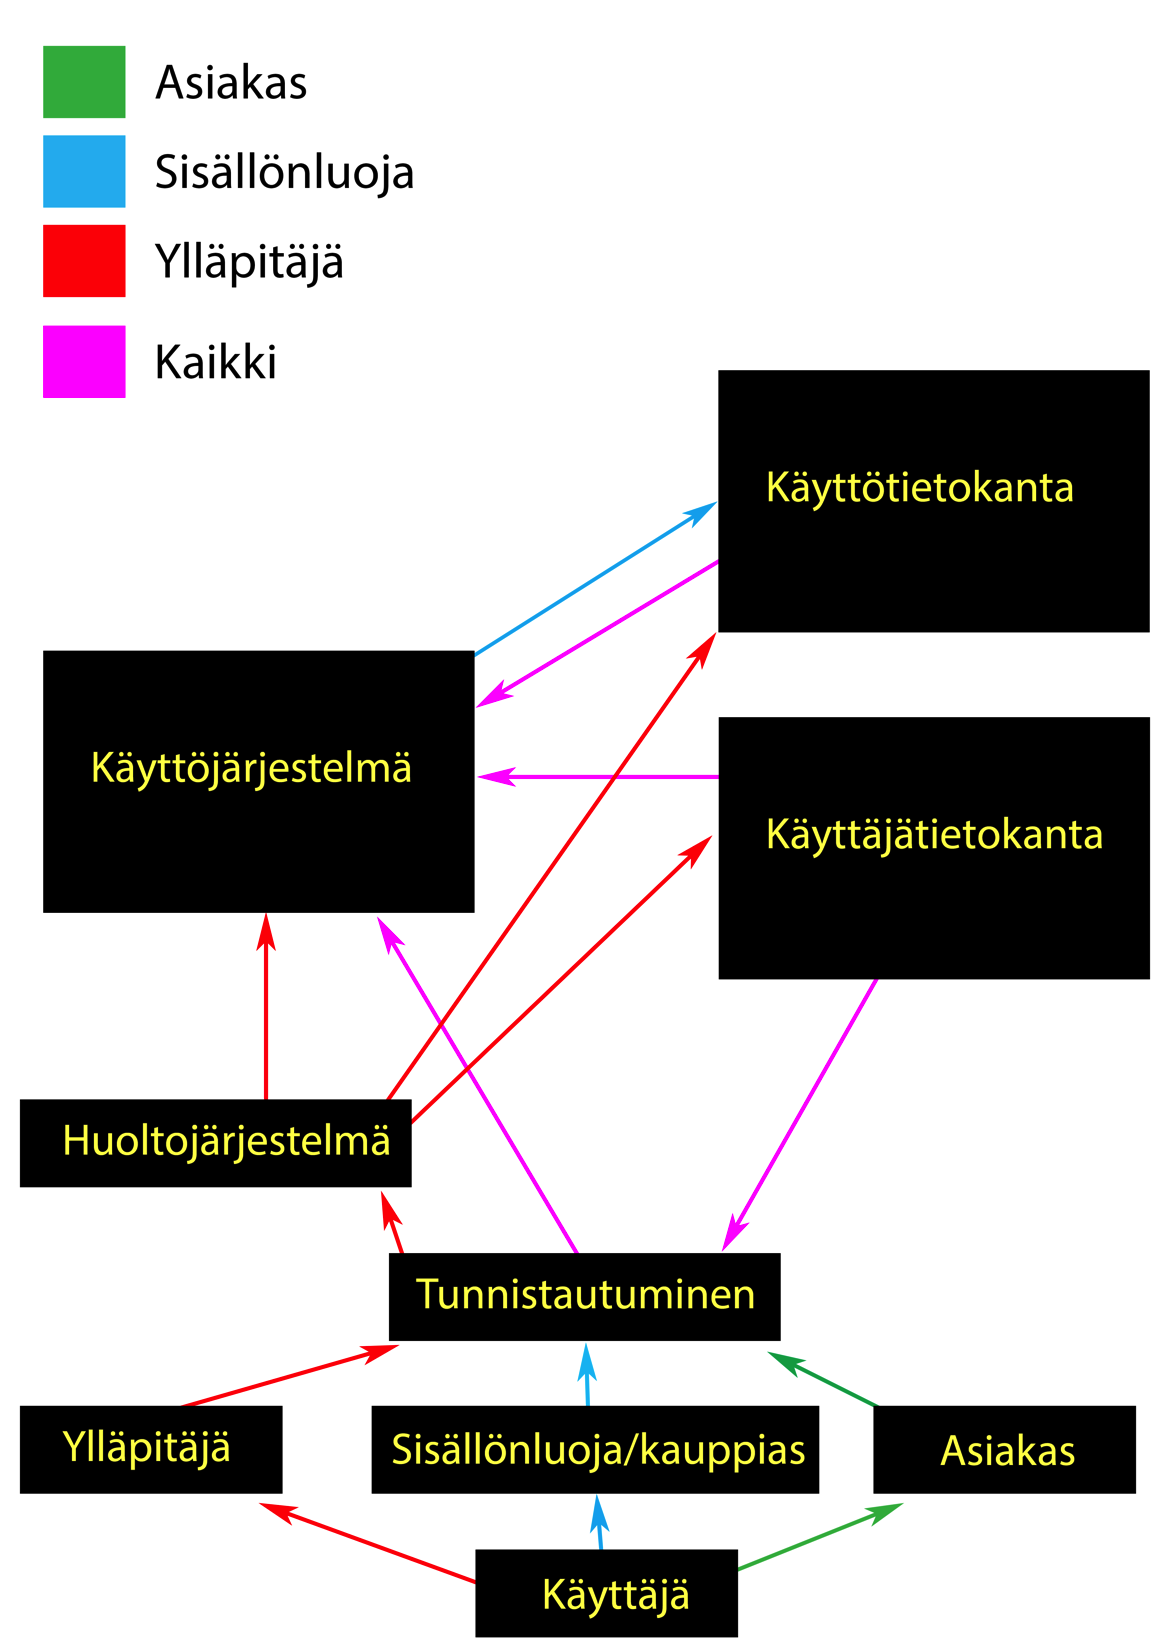 Asiakas
Sisällönluoja
Ylläpitäjä
Kaikki
Käyttötietokanta
Käyttöjärjestelmä
Käyttäjätietokanta
Huoltojärjestelmä
Tunnistautuminen
Ylläpitäjä
Sisällönluoja/kauppias
Asiakas
Käyttäjä